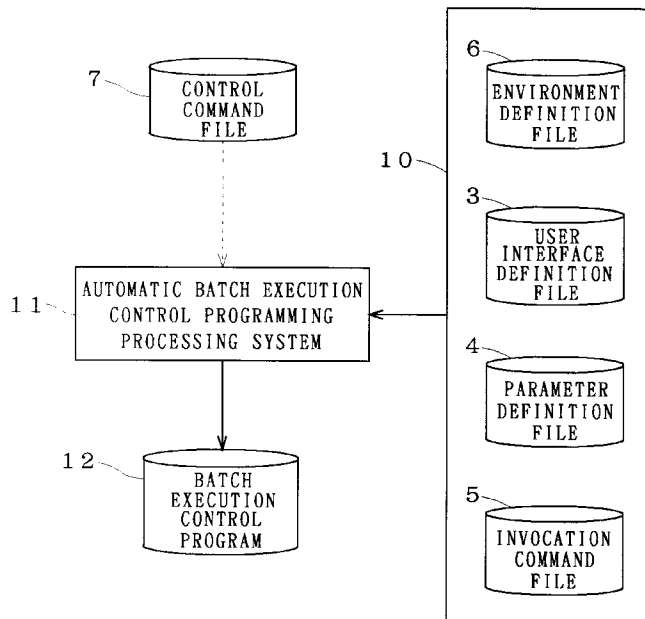 7
CONTROL
COMMAND
FILE
11
AUTOMATIC BATCH EXECUTION
CONTROL PROGRAMMING
PROCESSING SYSTEM
12
BATCH
EXECUTION
CONTROL
PROGRAM
10
6
ENVIRONMENT
DEFINITION
FILE
3
USER
INTERFACE
DEFINITION
FILE
4
PARAMETER
DEFINITION
FILE
5
INVOCATION
COMMAND
FILE